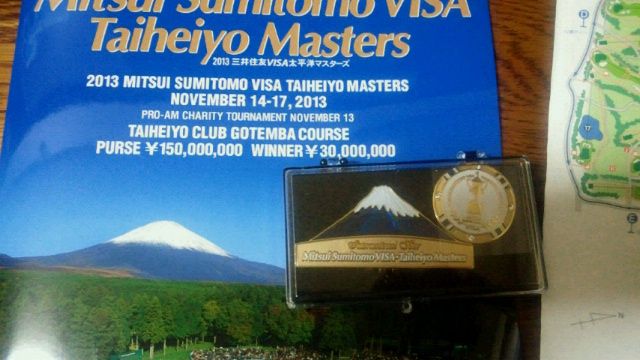 Mitsui Sumitomo VISA
Taiheiyo Masters
2013 三井住友VISA太平洋マスターズ
2013 MITSUI SUMITOMO VISA TAIHEIYO MASTERS
NOVEMBER 14-17, 2013
PRO-AM CHARITY TOURNAMENT NOVEMBER 13
TAIHEIYO CLUB GOTEMBA COURSE
PURSE ¥150,000,000 WINNER ¥30,000,000
Mitsui Sumitomo VISA-Taiheiyo Masters
17